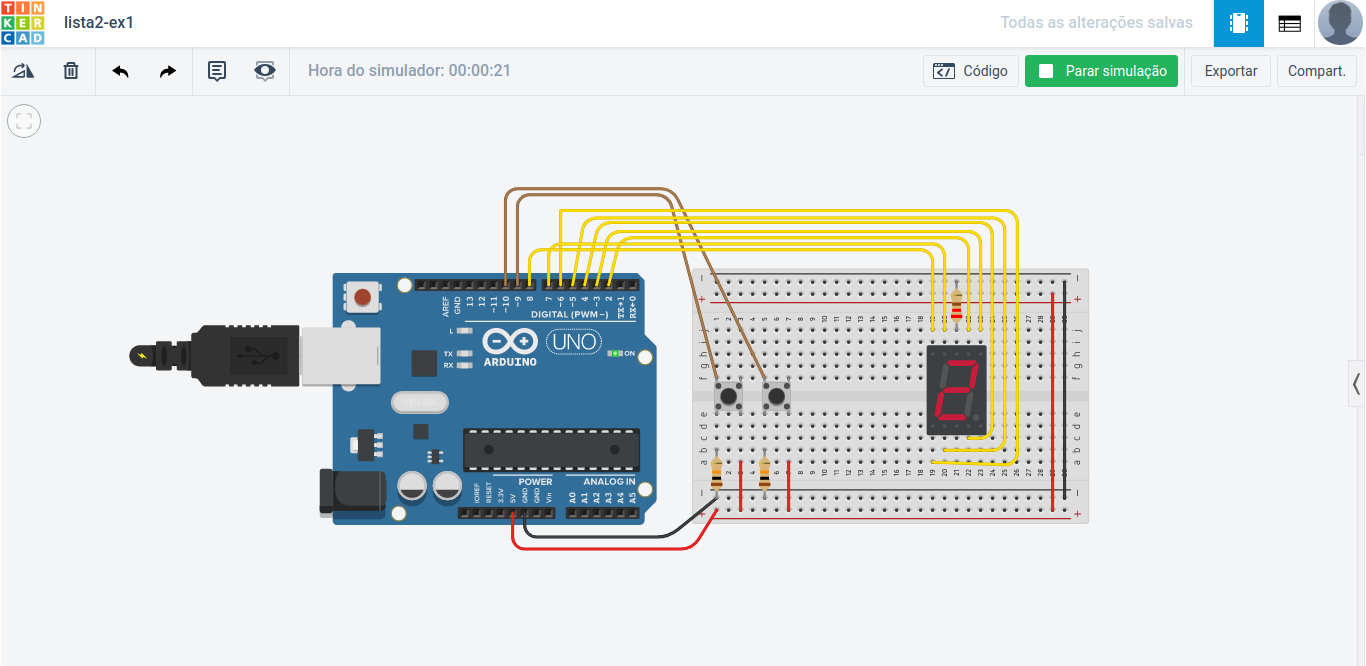 TIN
KER
CAD
lista2-ex1
Todas as alterações salvas
Hora do simulador: 00:00:21
Código
Parar simulação
Exportar
Compart.
AREF
GND
13
12
~11
~10
~9
8
7
~6
~5
4
~3
2
TX→1
RX←0
DIGITAL (PWM~)
L
TX
RX
ARDUINO
UNO
ON
POWER
ANALOG IN
IOREF
RESET
3.3V
5V
GND
GND
Vin
A0
A1
A2
A3
A4
A5